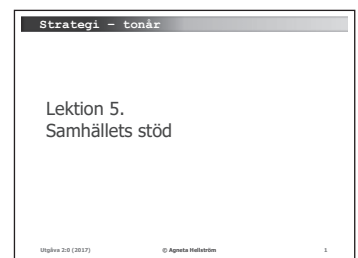 Strategi – tonår
Lektion 5.
Samhällets stöd
Utgåva 2:0 (2017) © Agneta Hellström 1